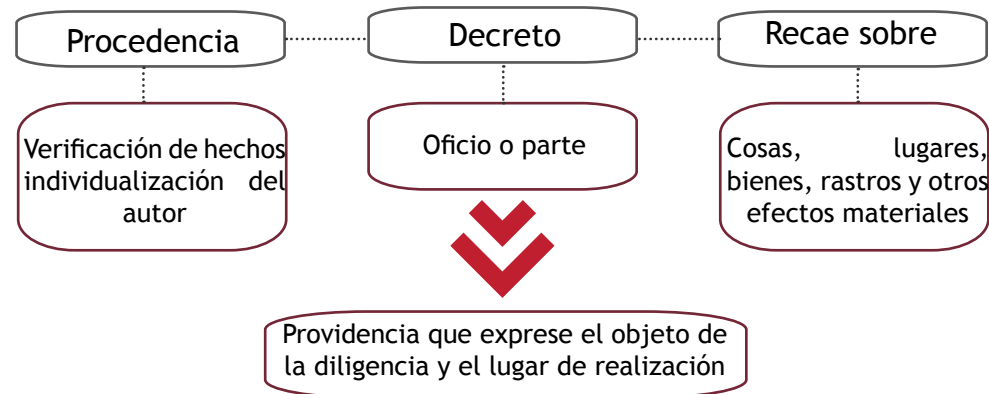 Procedencia
Decreto
Recae sobre
Verificación de hechos
individualización del
autor
Oficio o parte
Cosas, lugares,
bienes, rastros y otros
efectos materiales
Providencia que exprese el objeto de
la diligencia y el lugar de realización